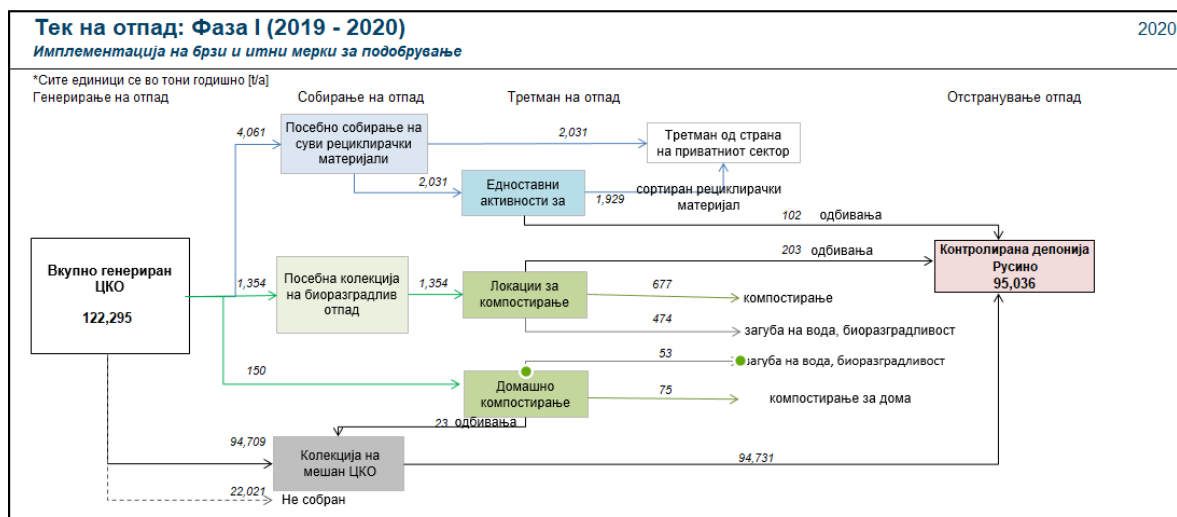 Тек на отпад: Фаза I (2019 - 2020)
2020
Имплементација на брзи и итни мерки за подобрување
*Сите единици се во тони годишно [t/a]
Генерирање на отпад
Собирање на отпад
Третман на отпад
Отстранување отпад
4,061
Посебно собирање на
суви рециклирачки
материјали
2,031
Третман од страна
на приватниот сектор
2,031
Едноставни
активности за
1,929
сортиран рециклирачки
материјал
102
одбивања
203
одбивања
Контролирана депонија
Русино
95,036
Вкупно генериран
ЦКО
122,295
1,354
Посебна колекција
на биоразградлив
отпад
1,354
Локации за
компостирање
677
компостирање
474
загуба на вода, биоразградливост
53
загуба на вода, биоразградливост
150
Домашно
компостирање
75
компостирање за дома
23
одбивања
94,709
Колекција на
мешан ЦКО
94,731
22,021
Не собран